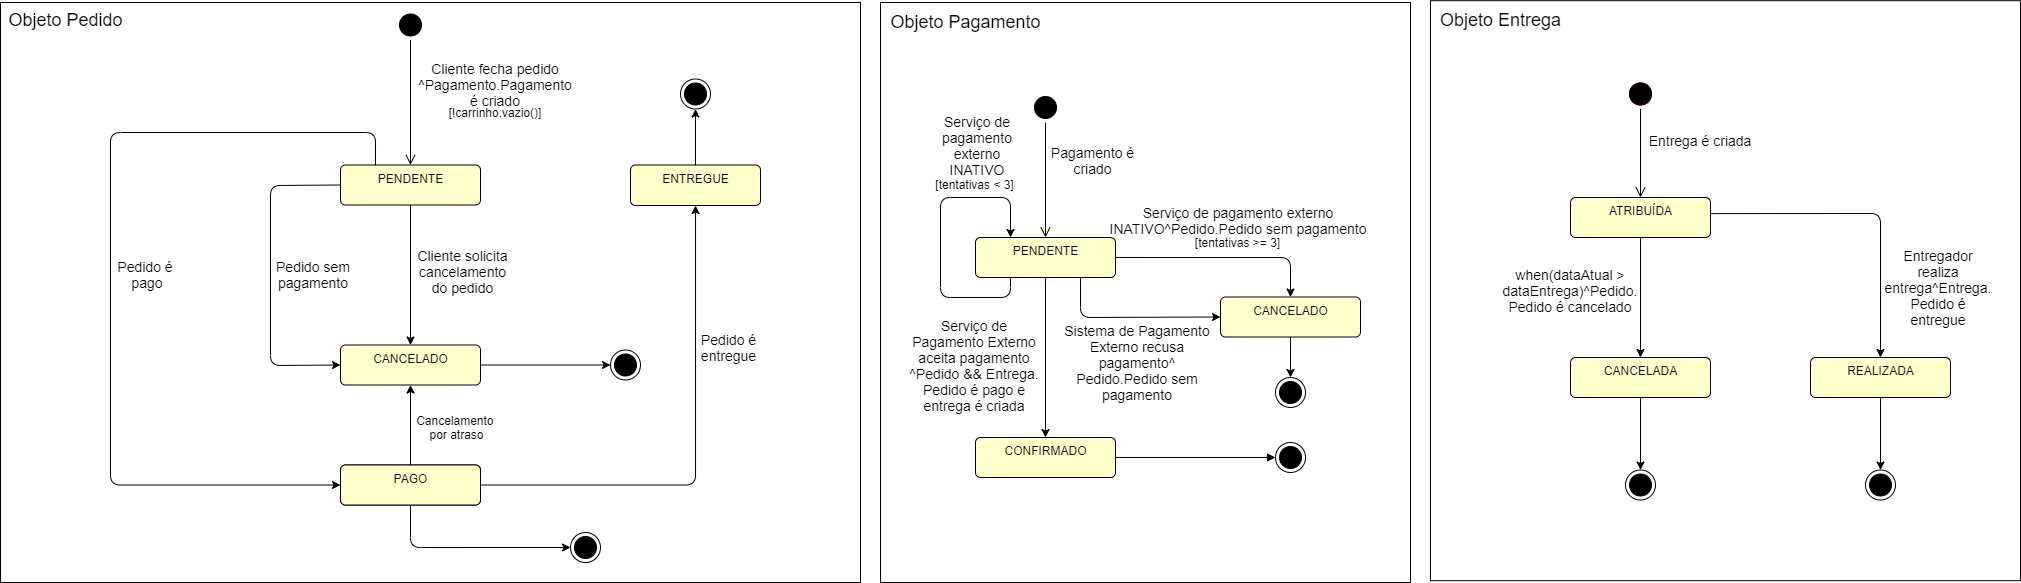 Objeto Pedido
Cliente fecha pedido
^Pagamento.Pagamento
é criado
[!carrinho.vazio()]
PENDENTE
ENTREGUE
Pedido é
pago
Pedido sem
pagamento
Cliente solicita
cancelamento
do pedido
Pedido é
entregue
CANCELADO
Cancelamento
por atraso
PAGO
Objeto Pagamento
Serviço de
pagamento
externo
INATIVO
[tentativas < 3]
Pagamento é
criado
Serviço de pagamento externo
INATIVO^Pedido.Pedido sem pagamento
[tentativas >= 3]
PENDENTE
CANCELADO
Serviço de
Pagamento Externo
aceita pagamento
^Pedido && Entrega.
Pedido é pago e
entrega é criada
Sistema de Pagamento
Externo recusa
pagamento^
Pedido.Pedido sem
pagamento
CONFIRMADO
Objeto Entrega
Entrega é criada
ATRIBUÍDA
when(dataAtual >
dataEntrega)^Pedido.
Pedido é cancelado
Entregador
realiza
entrega^Entrega.
Pedido é
entregue
CANCELADA
REALIZADA